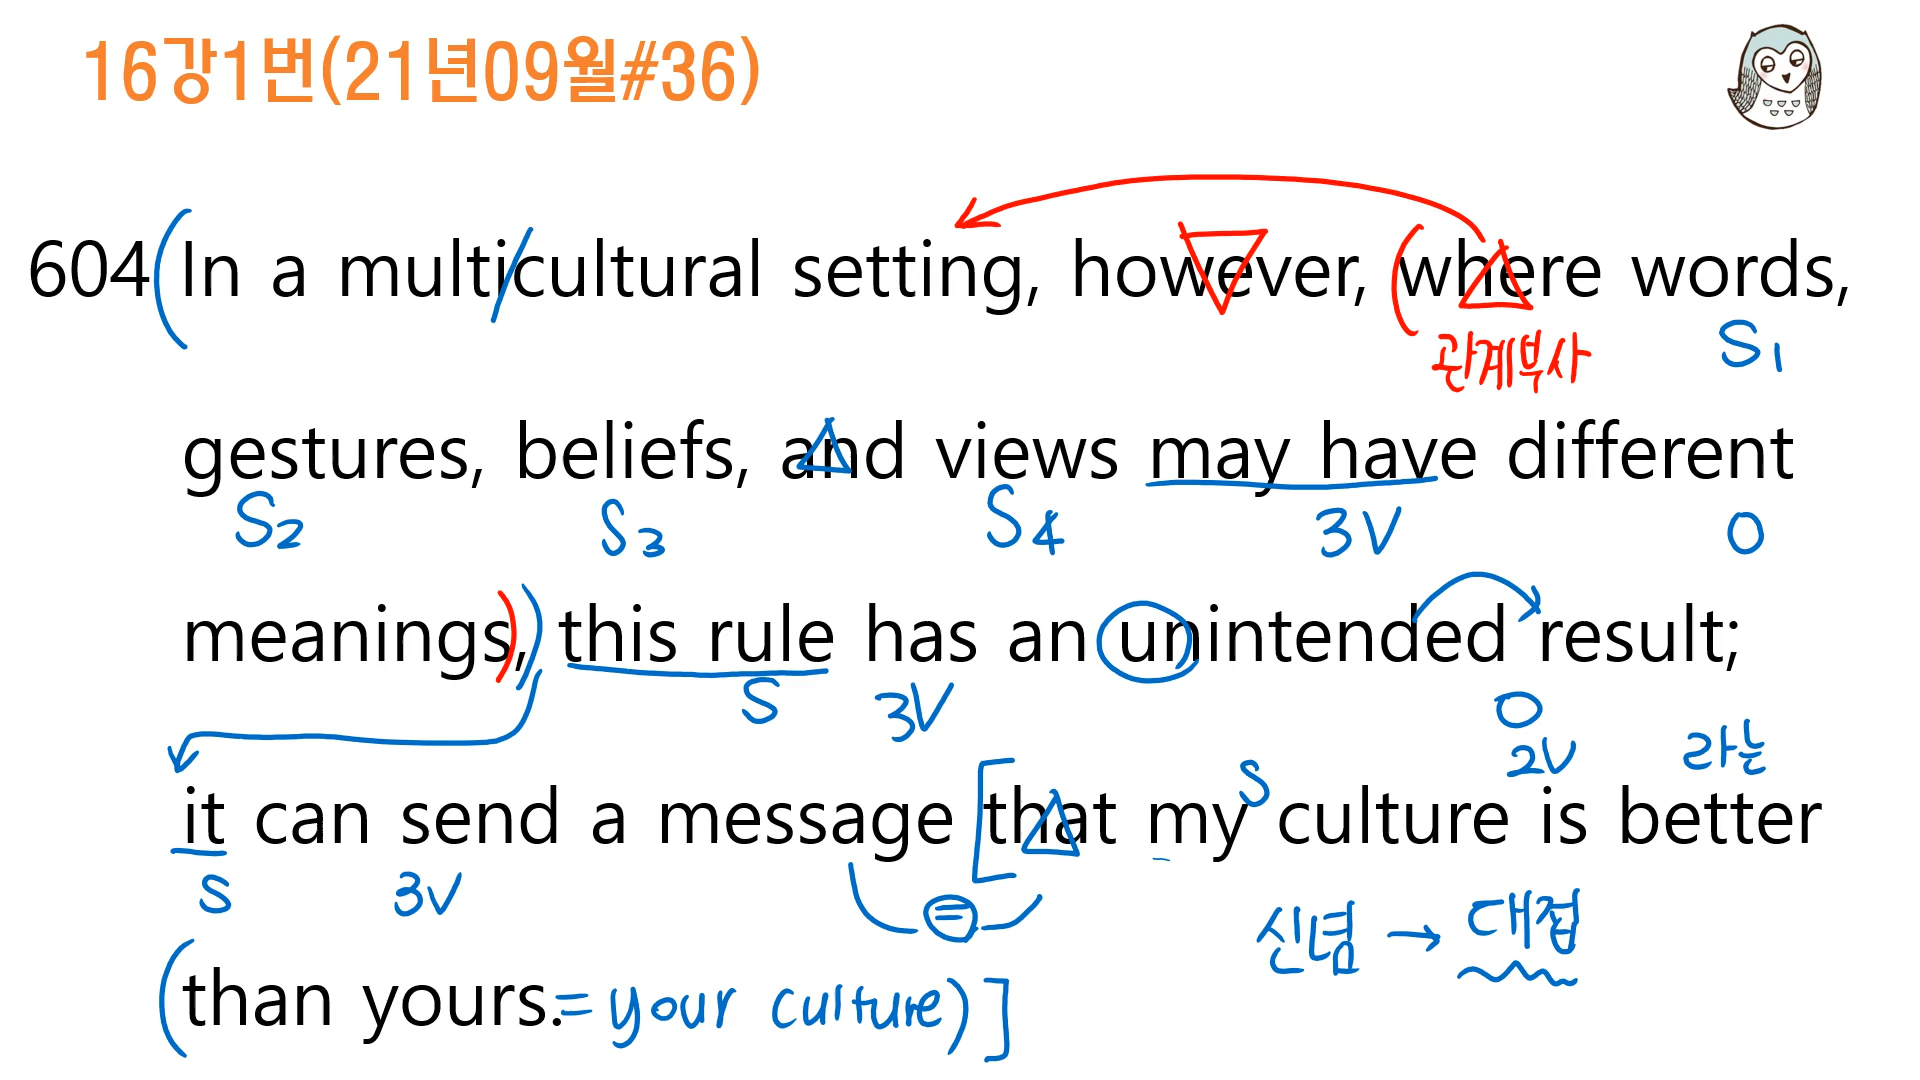 16강1번(21년09월#36)
604 In a multicultural setting, however, where words,
관계부사 S1
gestures, beliefs, and views may have different
S2 S3 S4 3V O
meanings, this rule has an unintended result;
S 3V O
2V 라는
S
it can send a message that my culture is better
S 3V = 신념 → 대접
than yours. = your culture